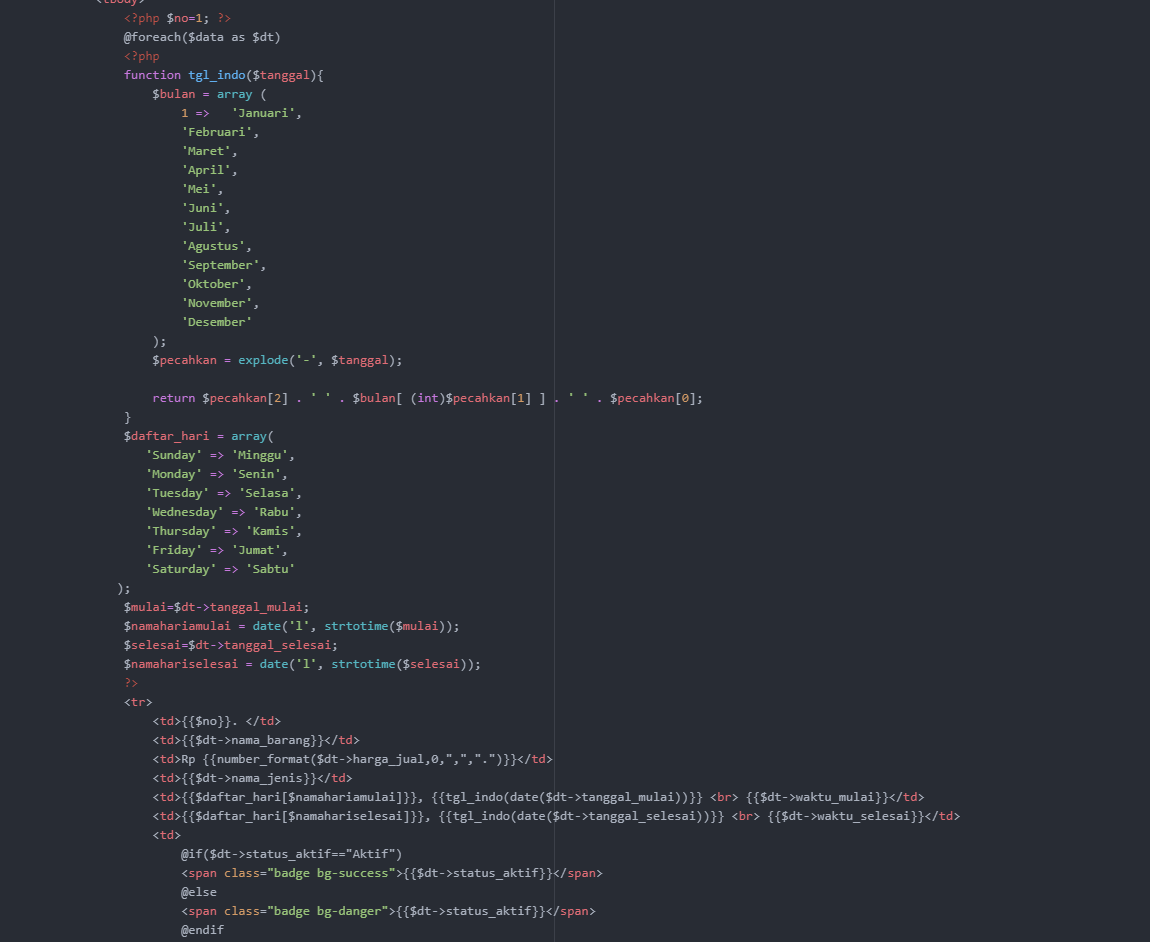 <tbody>
<?php $no=1; ?>
@foreach($data as $dt)
<?php
function tgl_indo($tanggal){
    $bulan = array (
        1 =>   'Januari',
        'Februari',
        'Maret',
        'April',
        'Mei',
        'Juni',
        'Juli',
        'Agustus',
        'September',
        'Oktober',
        'November',
        'Desember'
    );
    $pecahkan = explode('-', $tanggal);

    return $pecahkan[2] . ' ' . $bulan[ (int)$pecahkan[1] ] . ' ' . $pecahkan[0];
}
$daftar_hari = array(
   'Sunday' => 'Minggu',
   'Monday' => 'Senin',
   'Tuesday' => 'Selasa',
   'Wednesday' => 'Rabu',
   'Thursday' => 'Kamis',
   'Friday' => 'Jumat',
   'Saturday' => 'Sabtu'
);
$mulai=$dt->tanggal_mulai;
$namaharimulai = date('l', strtotime($mulai));
$selesai=$dt->tanggal_selesai;
$namahariselesai = date('l', strtotime($selesai));
?>
<tr>
    <td>{{$no}}. </td>
    <td>{{$dt->nama_barang}}</td>
    <td>Rp {{number_format($dt->harga_jual,0,",",".")}}</td>
    <td>{{$dt->nama_jenis}}</td>
    <td>{{$daftar_hari[$namahariamulai]}}, {{tgl_indo(date($dt->tanggal_mulai))}} <br> {{$dt->waktu_mulai}}</td>
    <td>{{$daftar_hari[$namahariselesai]}}, {{tgl_indo(date($dt->tanggal_selesai))}} <br> {{$dt->waktu_selesai}}</td>
    <td>
        @if($dt->status_aktif=="Aktif")
        <span class="badge bg-success">{{$dt->status_aktif}}</span>
        @else
        <span class="badge bg-danger">{{$dt->status_aktif}}</span>
        @endif